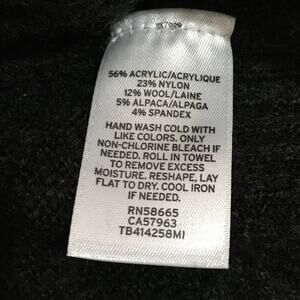 56% ACRYLIC/ACRYLIQUE
23% NYLON
12% WOOL/LAINE
5% ALPACA/ALPAGA
4% SPANDEX
HAND WASH COLD WITH
LIKE COLORS. ONLY
NON-CHLORINE BLEACH IF
NEEDED. ROLL IN TOWEL
TO REMOVE EXCESS
MOISTURE. RESHAPE, LAY
FLAT TO DRY. COOL IRON
IF NEEDED.
RN58665
CA57963
TB414258MI